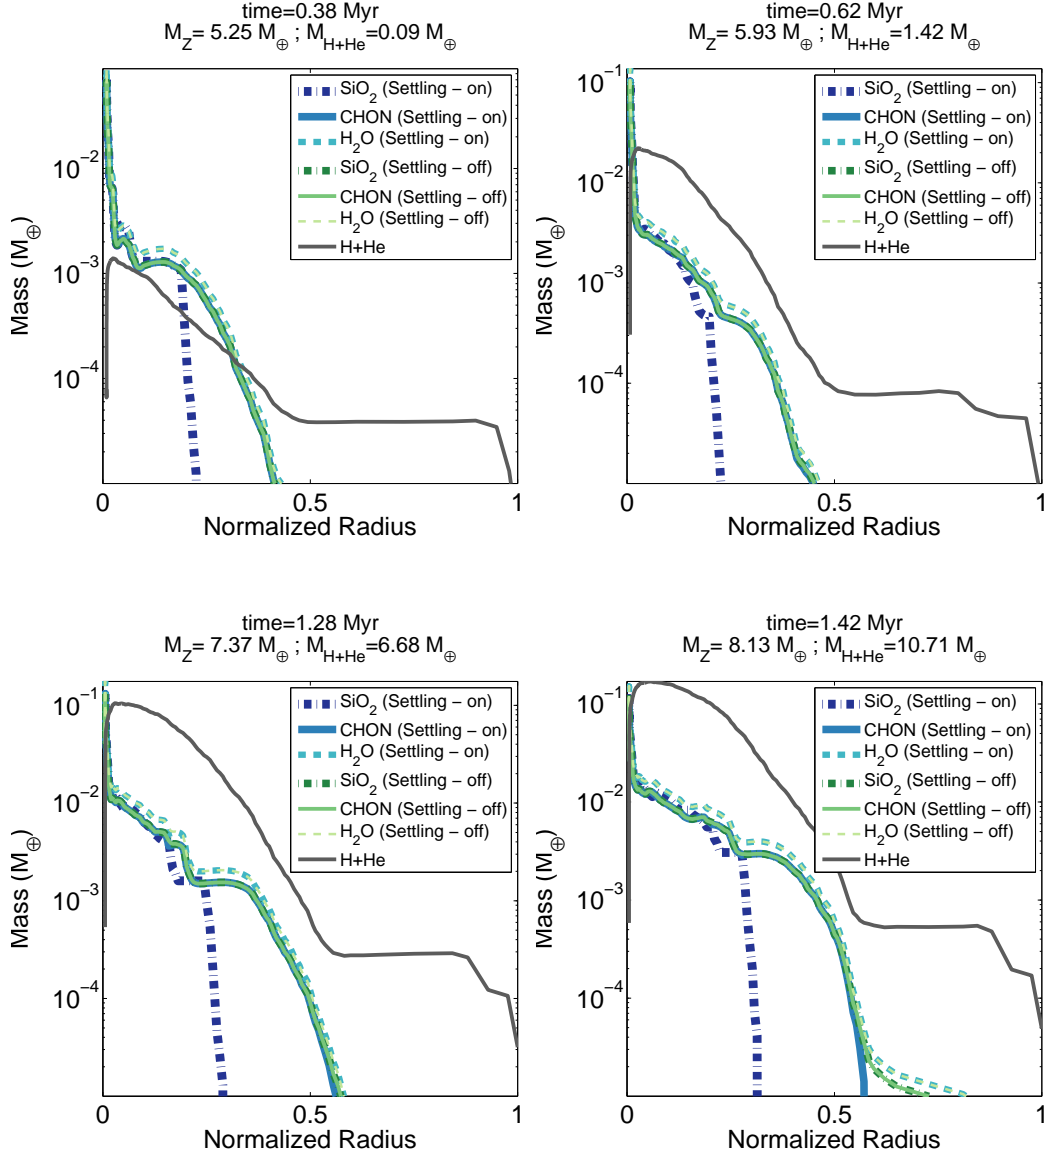 time=0.38 Myr
M_Z= 5.25 M_⊕ ; M_H+He=0.09 M_⊕
10^−2
10^−3
10^−4
Mass (M_⊕)
SiO_2 (Settling − on)
CHON (Settling − on)
H_2O (Settling − on)
SiO_2 (Settling − off)
CHON (Settling − off)
H_2O (Settling − off)
H+He
0 0.5 1
Normalized Radius
time=0.62 Myr
M_Z= 5.93 M_⊕ ; M_H+He=1.42 M_⊕
10^−1
10^−2
10^−3
10^−4
Mass (M_⊕)
SiO_2 (Settling − on)
CHON (Settling − on)
H_2O (Settling − on)
SiO_2 (Settling − off)
CHON (Settling − off)
H_2O (Settling − off)
H+He
0 0.5 1
Normalized Radius
time=1.28 Myr
M_Z= 7.37 M_⊕ ; M_H+He=6.68 M_⊕
10^−1
10^−2
10^−3
10^−4
Mass (M_⊕)
SiO_2 (Settling − on)
CHON (Settling − on)
H_2O (Settling − on)
SiO_2 (Settling − off)
CHON (Settling − off)
H_2O (Settling − off)
H+He
0 0.5 1
Normalized Radius
time=1.42 Myr
M_Z= 8.13 M_⊕ ; M_H+He=10.71 M_⊕
10^−1
10^−2
10^−3
10^−4
Mass (M_⊕)
SiO_2 (Settling − on)
CHON (Settling − on)
H_2O (Settling − on)
SiO_2 (Settling − off)
CHON (Settling − off)
H_2O (Settling − off)
H+He
0 0.5 1
Normalized Radius